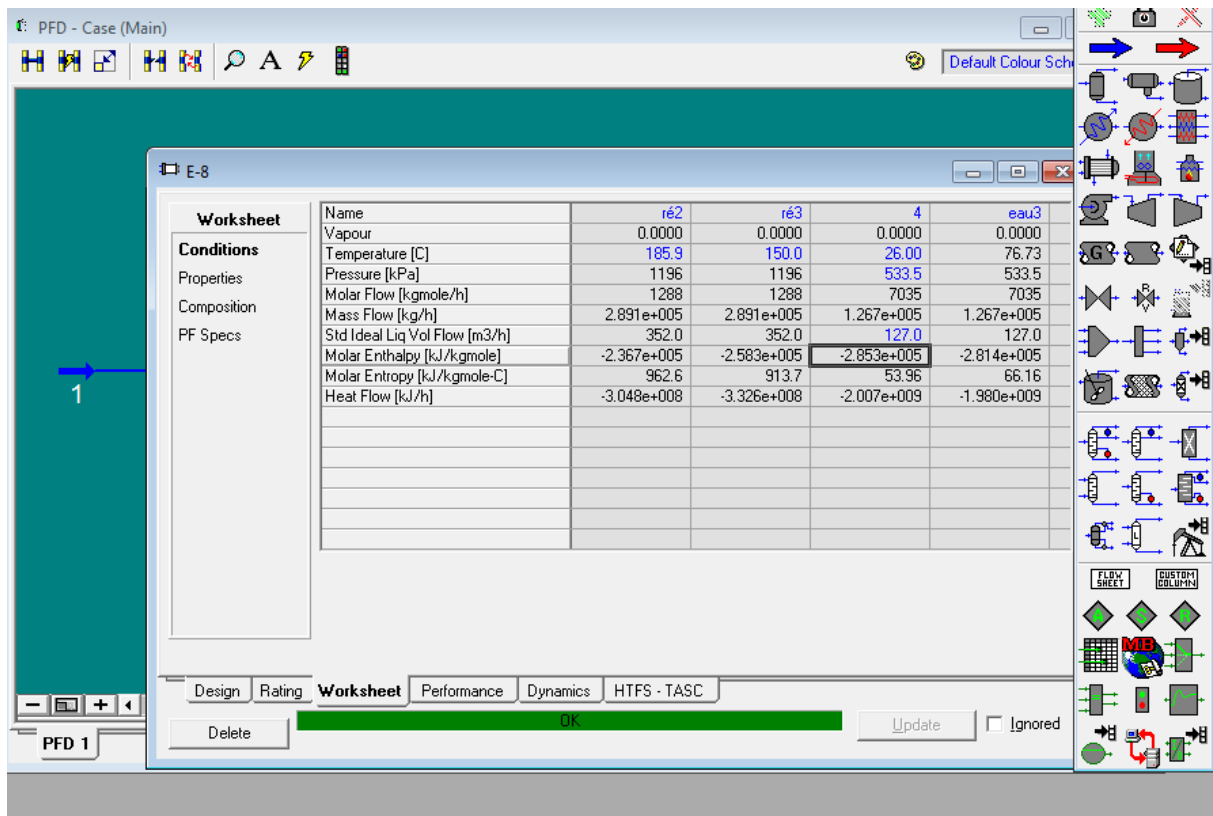 PFD - Case (Main)
A
Default Colour Sch
E-8
Worksheet
Conditions
Properties
Composition
PF Specs
Name ré2 ré3 4 eau3
Vapour 0.0000 0.0000 0.0000 0.0000
Temperature [C] 185.9 150.0 26.00 76.73
Pressure [kPa] 1196 1196 533.5 533.5
Molar Flow [kgmole/h] 1288 1288 7035 7035
Mass Flow [kg/h] 2.891e+005 2.891e+005 1.267e+005 1.267e+005
Std Ideal Liq Vol Flow [m3/h] 352.0 352.0 127.0 127.0
Molar Enthalpy [kJ/kgmole] -2.367e+005 -2.583e+005 -2.853e+005 -2.814e+005
Molar Entropy [kJ/kgmole-C] 962.6 913.7 53.96 66.16
Heat Flow [kJ/h] -3.048e+008 -3.326e+008 -2.007e+009 -1.980e+009
1
Design Rating Worksheet Performance Dynamics HTFS - TASC
Delete OK Update Ignored
PFD 1
G
R
L
FLOW SHEET
CUSTOM COLUMN
A S R
MB